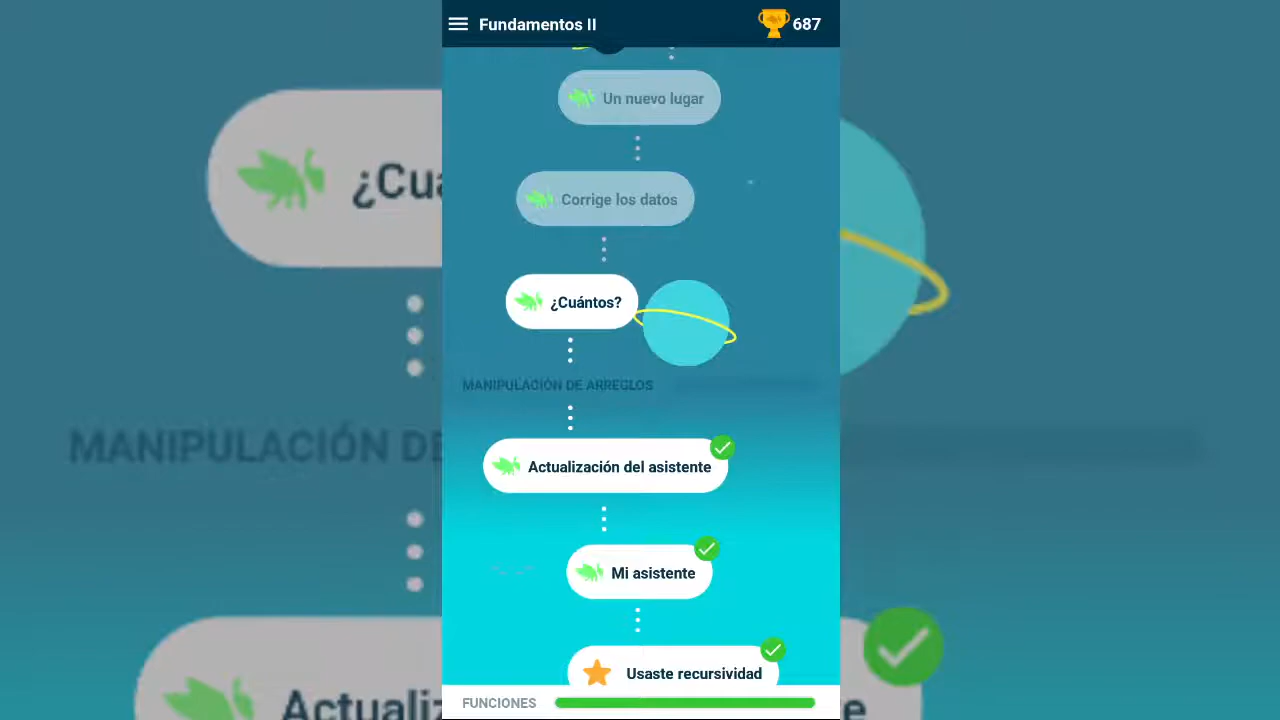 Fundamentos II
687
Un nuevo lugar
Corrige los datos
¿Cuántos?
MANIPULACIÓN DE ARREGLOS
Actualización del asistente
Mi asistente
Usaste recursividad
FUNCIONES
¿Cua
MANIPULACIÓN DE
Actualiz